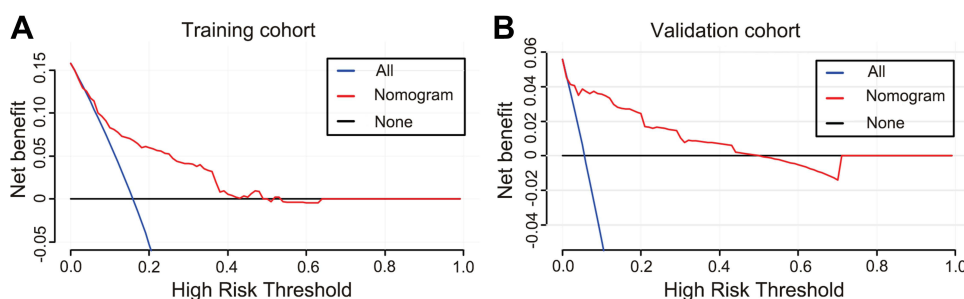 A
Training cohort
Net benefit
0.15
0.10
0.05
0
-0.05
All
Nomogram
None
0.0
0.2
0.4
0.6
0.8
1.0
High Risk Threshold
B
Validation cohort
Net benefit
0.06
0.04
0.02
0
-0.02
-0.04
All
Nomogram
None
0.0
0.2
0.4
0.6
0.8
1.0
High Risk Threshold